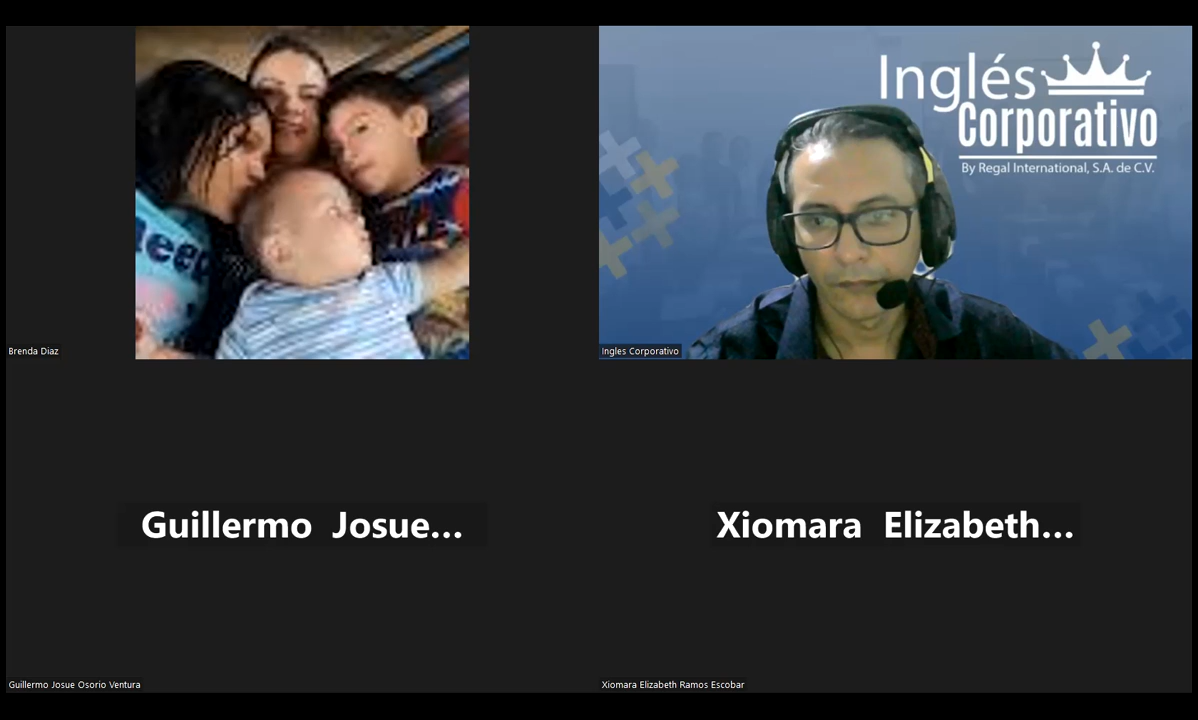 Inglés
Corporativo
By Regal International, S.A. de C.V.
Brenda Diaz
Ingles Corporativo
Guillermo Josue...
Xiomara Elizabeth...
Guillermo Josue Osorio Ventura
Xiomara Elizabeth Ramos Escobar